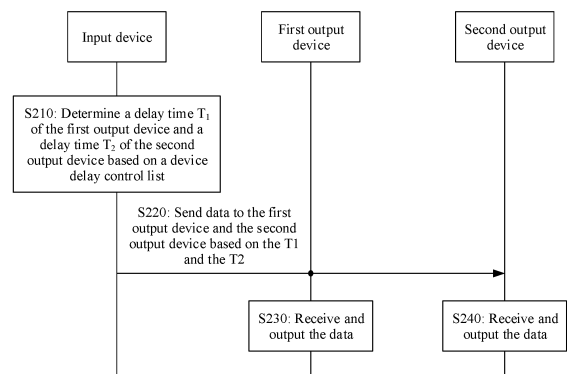 Input device
First output
device
Second output
device
S210: Determine a delay time T₁
of the first output device and a
delay time T₂ of the second
output device based on a device
delay control list
S220: Send data to the first
output device and the second
output device based on the T1
and the T2
S230: Receive and
output the data
S240: Receive and
output the data